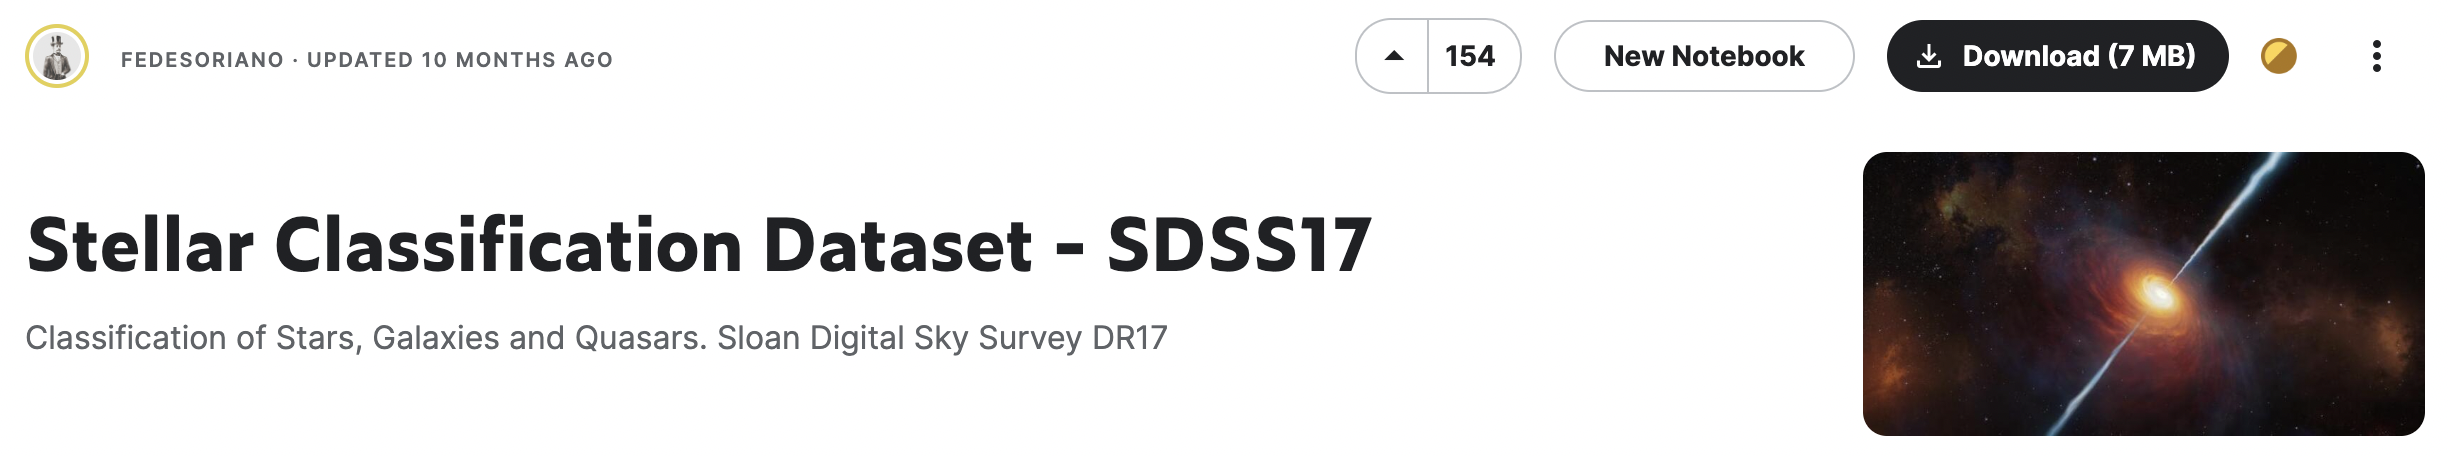 FEDESORIANO · UPDATED 10 MONTHS AGO
154
New Notebook
Download (7 MB)
Stellar Classification Dataset - SDSS17
Classification of Stars, Galaxies and Quasars. Sloan Digital Sky Survey DR17